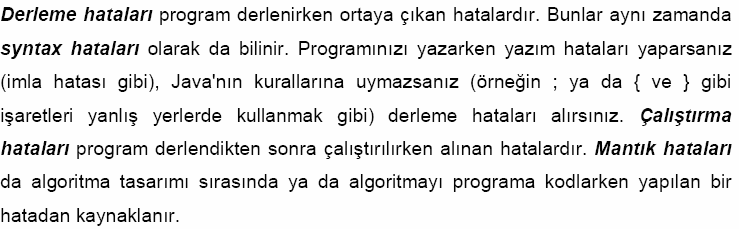 Derleme hataları program derlenirken ortaya çıkan hatalardır. Bunlar aynı zamanda
syntax hataları olarak da bilinir. Programınızı yazarken yazım hataları yaparsanız
(imla hatası gibi), Java'nın kurallarına uymazsanız (örneğin ; ya da { ve } gibi
işaretleri yanlış yerlerde kullanmak gibi) derleme hataları alırsınız. Çalıştırma
hataları program derlendikten sonra çalıştırılırken alınan hatalardır. Mantık hataları
da algoritma tasarımı sırasında ya da algoritmayı programa kodlarken yapılan bir
hatadan kaynaklanır.